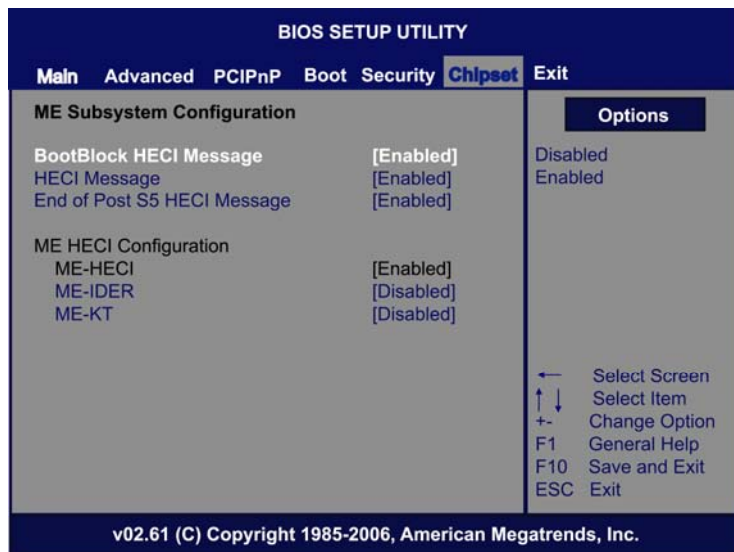 BIOS SETUP UTILITY
Main Advanced PCIPnP Boot Security Chipset Exit
ME Subsystem Configuration
BootBlock HECI Message [Enabled]
HECI Message [Enabled]
End of Post S5 HECI Message [Enabled]
ME HECI Configuration
ME-HECI [Enabled]
ME-IDER [Disabled]
ME-KT [Disabled]
Options
Disabled
Enabled
← Select Screen
↑↓ Select Item
+- Change Option
F1 General Help
F10 Save and Exit
ESC Exit
v02.61 (C) Copyright 1985-2006, American Megatrends, Inc.